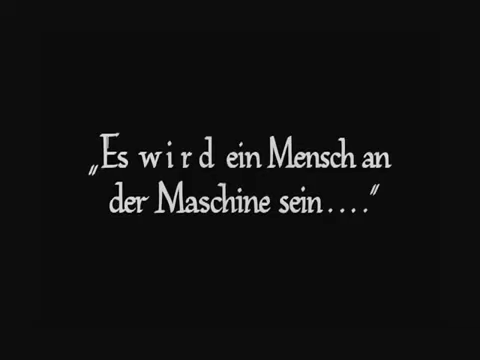 „Es w i r d ein Mensch an
der Maschine sein . . . .“